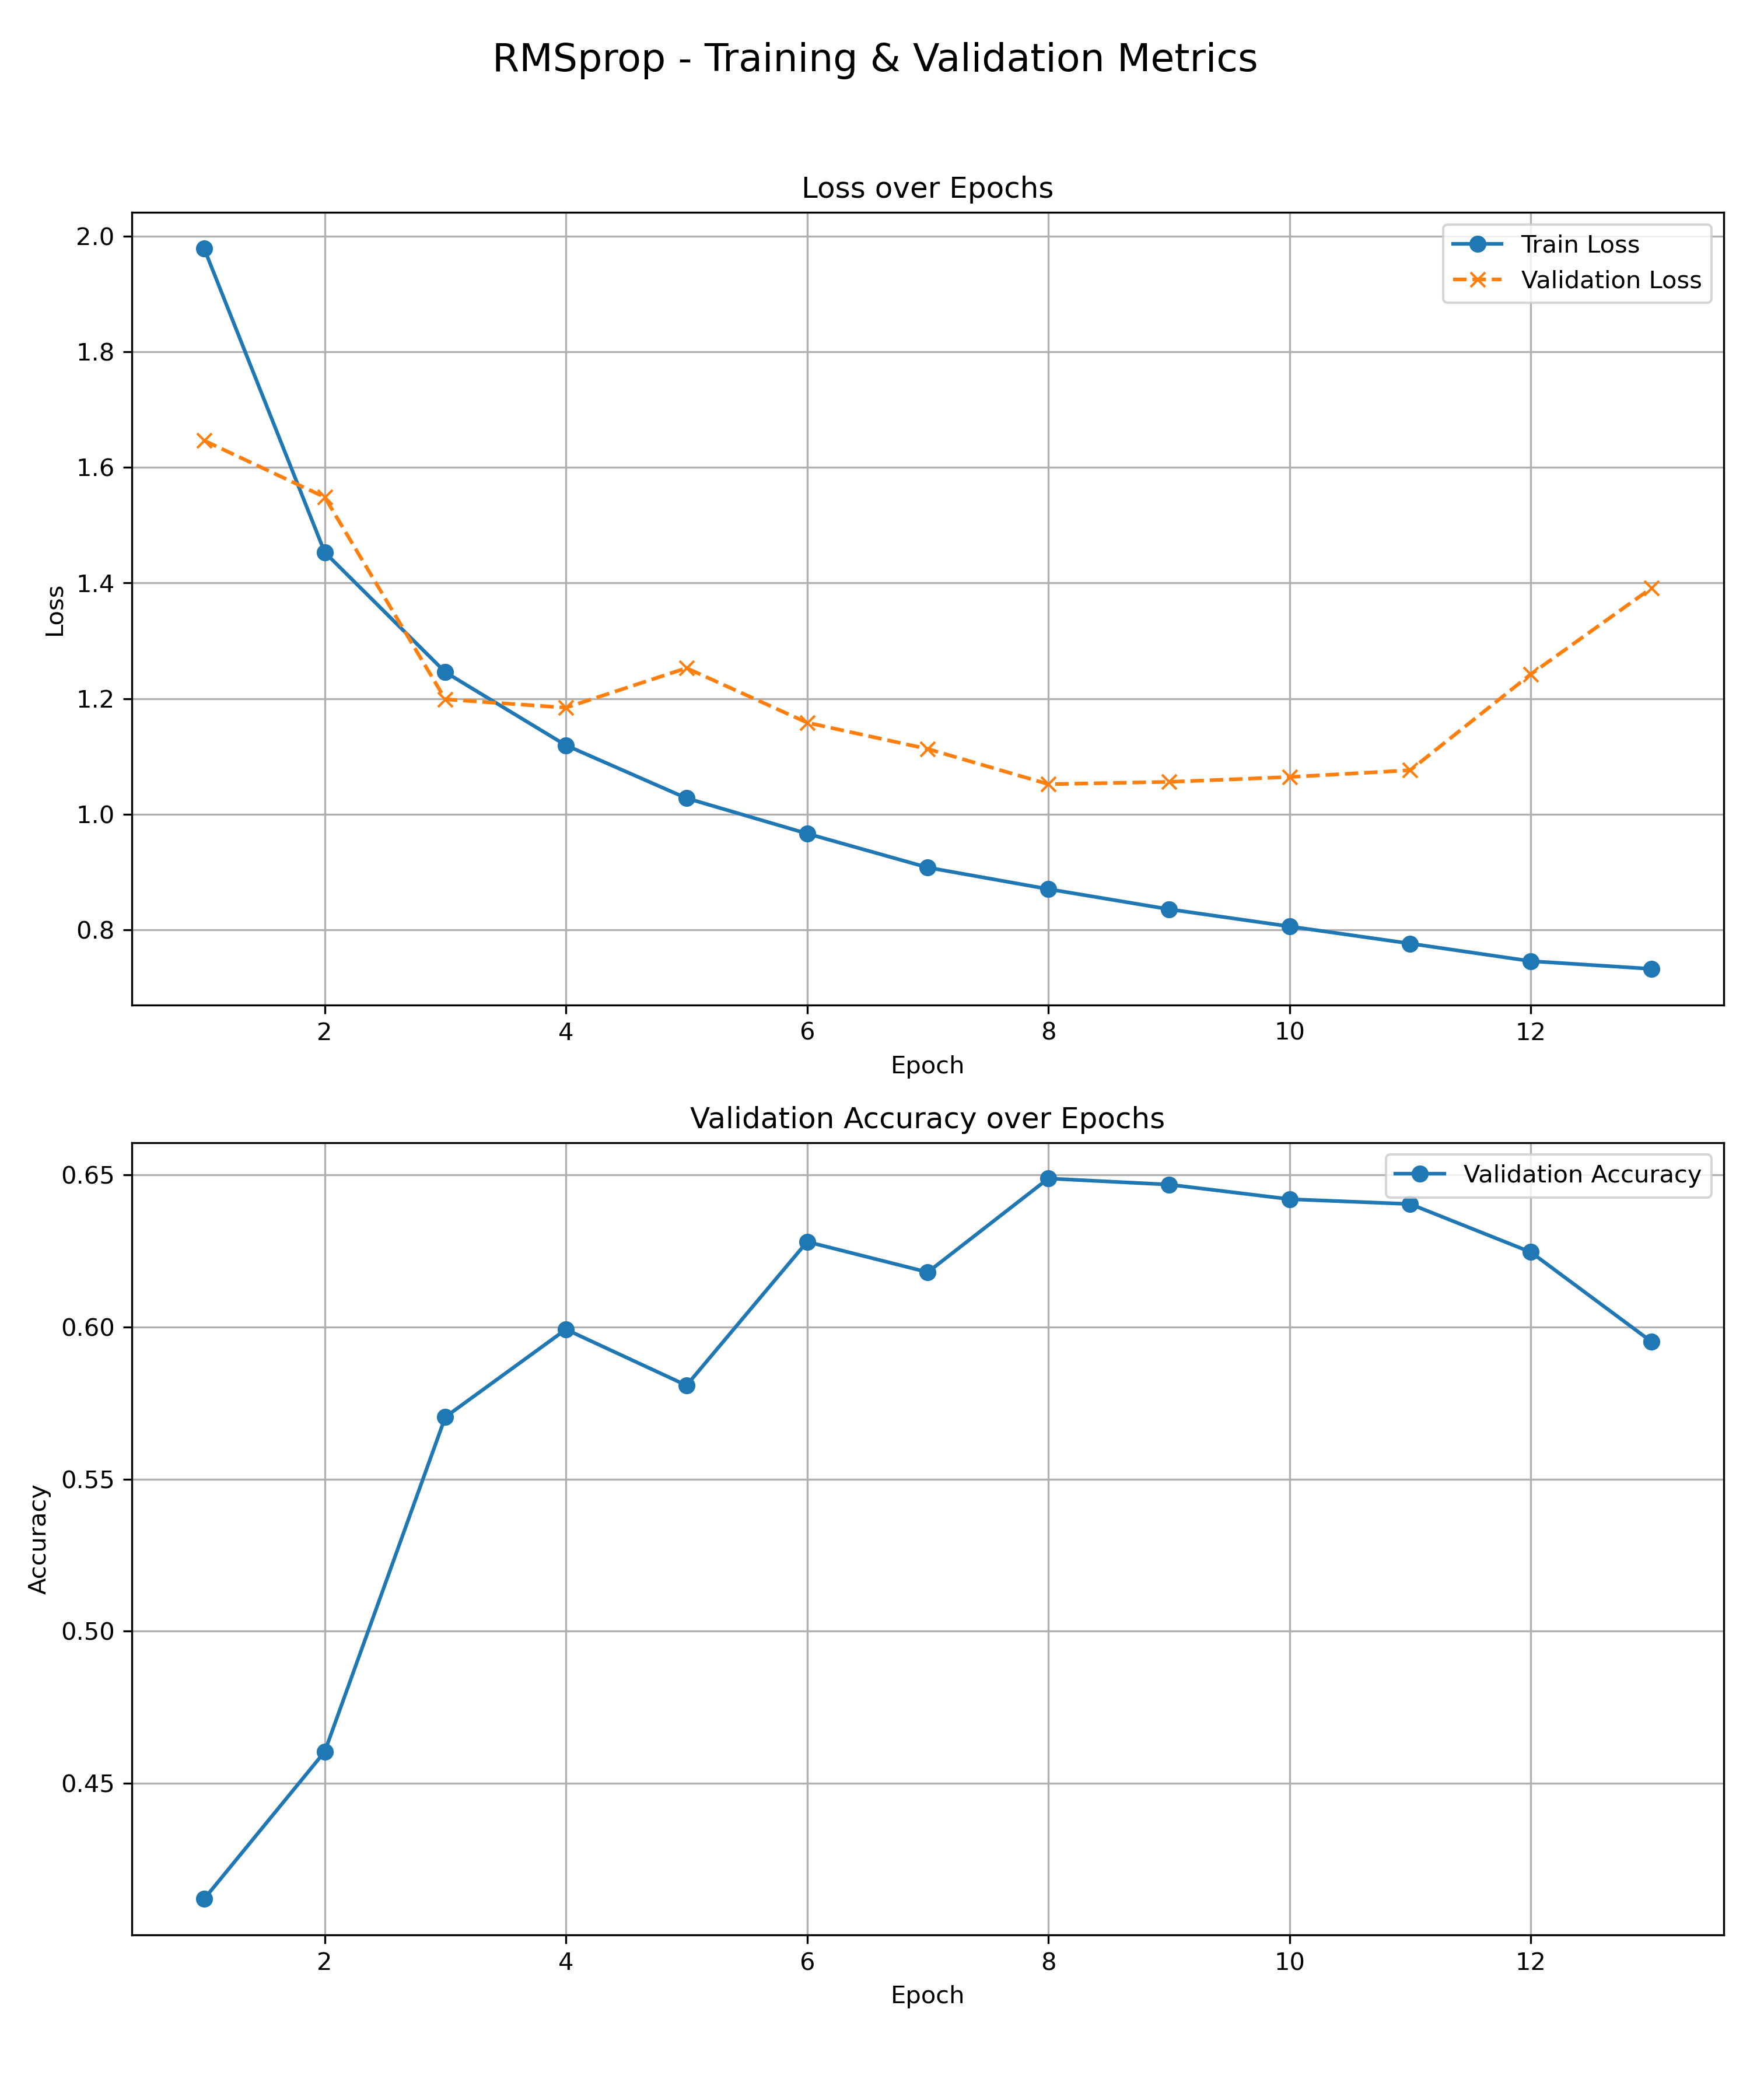 RMSprop - Training & Validation Metrics
Loss over Epochs
Train Loss
Validation Loss
2.0
1.8
1.6
1.4
1.2
1.0
0.8
Loss
2 4 6 8 10 12
Epoch
Validation Accuracy over Epochs
Validation Accuracy
0.65
0.60
0.55
0.50
0.45
Accuracy
2 4 6 8 10 12
Epoch